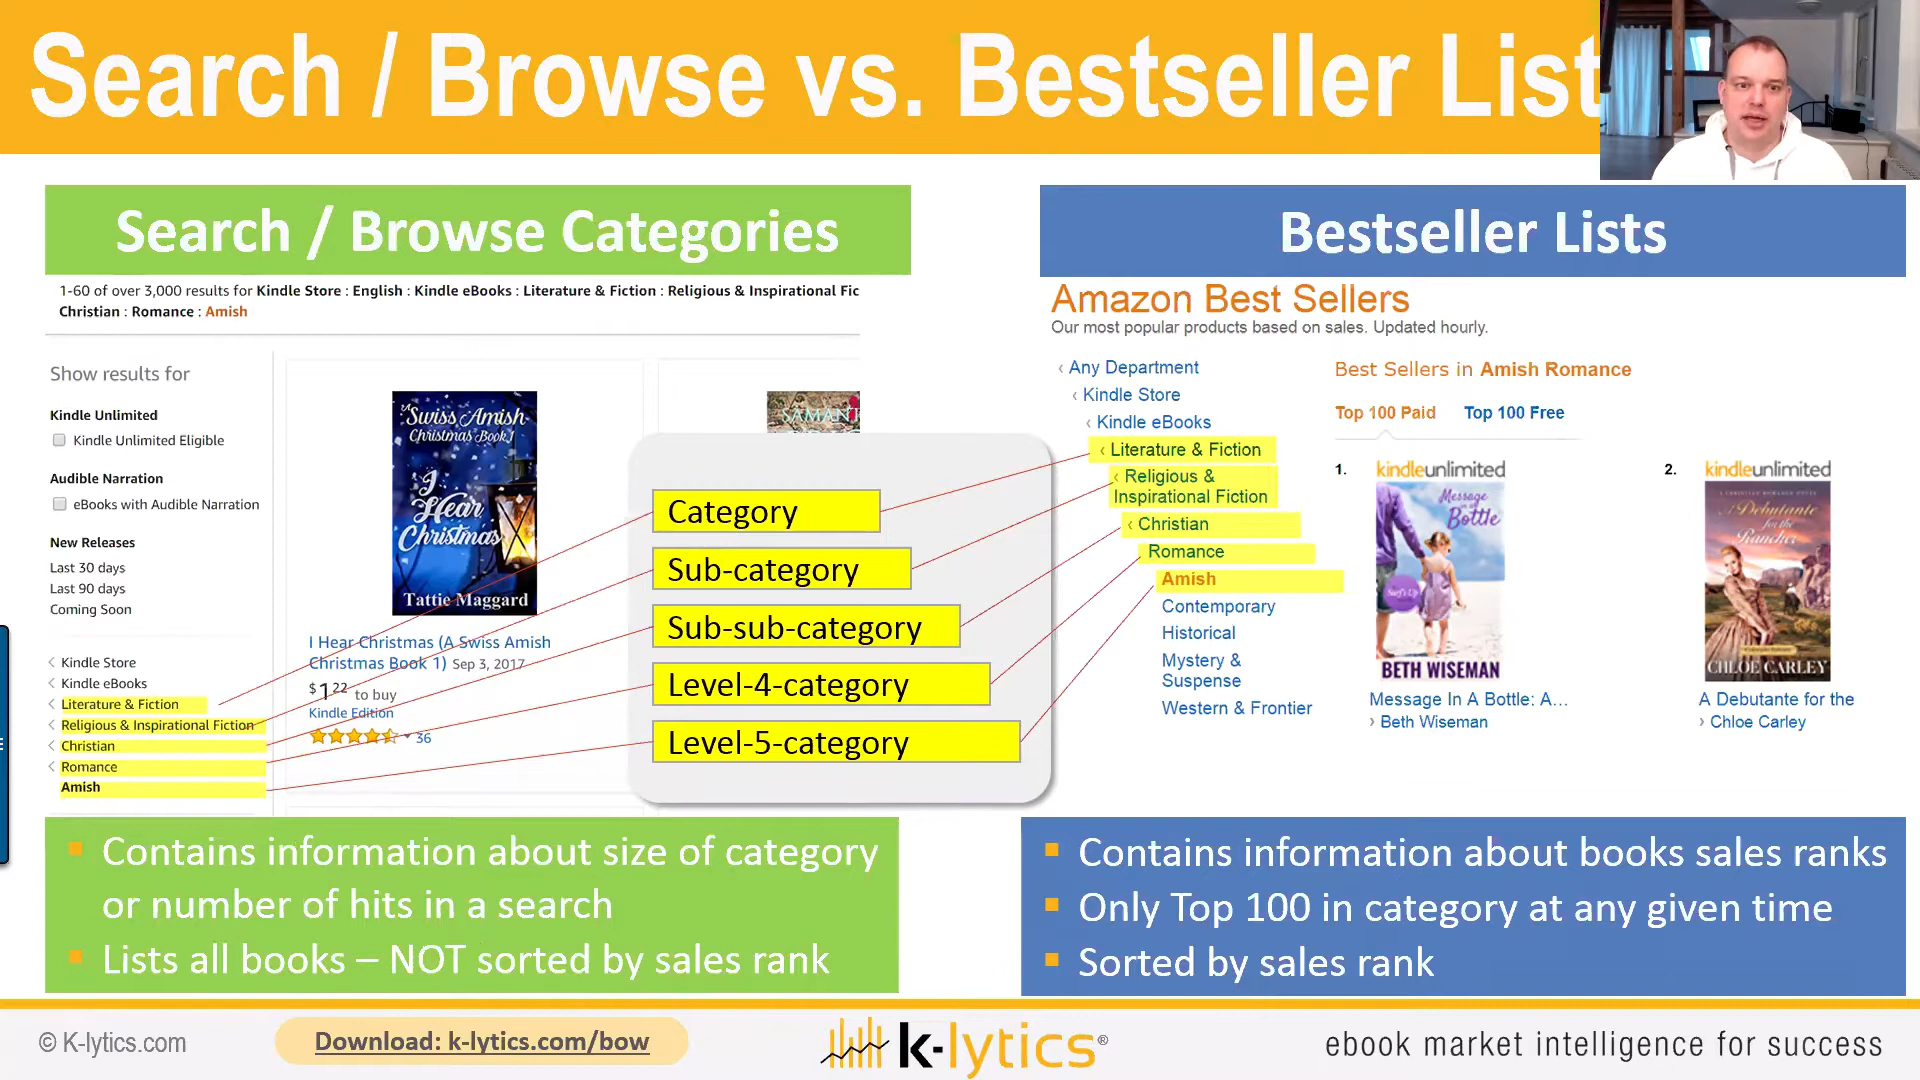 Search / Browse vs. Bestseller List
Search / Browse Categories
1-60 of over 3,000 results for Kindle Store : English : Kindle eBooks : Literature & Fiction : Religious & Inspirational Fic
Christian : Romance : Amish
Show results for
Kindle Unlimited
Kindle Unlimited Eligible
Audible Narration
eBooks with Audible Narration
New Releases
Last 30 days
Last 90 days
Coming Soon
Kindle Store
Kindle eBooks
Literature & Fiction
Religious & Inspirational Fiction
Christian
Romance
Amish
Swiss Amish
Christmas Book 1
I
Hear
Christmas
Tattie Maggard
I Hear Christmas (A Swiss Amish
Christmas Book 1) Sep 3, 2017
$1 22 to buy
Kindle Edition
36
SAMANT
Category
Sub-category
Sub-sub-category
Level-4-category
Level-5-category
Bestseller Lists
Amazon Best Sellers
Our most popular products based on sales. Updated hourly.
‹ Any Department
‹ Kindle Store
‹ Kindle eBooks
‹ Literature & Fiction
‹ Religious &
Inspirational Fiction
‹ Christian
Romance
Amish
Contemporary
Historical
Mystery &
Suspense
Western & Frontier
Best Sellers in Amish Romance
Top 100 Paid Top 100 Free
1.
kindleunlimited
Message
in a
Bottle
BETH WISEMAN
Message In A Bottle: A…
› Beth Wiseman
2.
kindleunlimited
A Debutante
for the
Rancher
CHLOE CARLEY
A Debutante for the
› Chloe Carley
Contains information about size of category
or number of hits in a search
Lists all books – NOT sorted by sales rank
Contains information about books sales ranks
Only Top 100 in category at any given time
Sorted by sales rank
© K-lytics.com
Download: k-lytics.com/bow
k-lytics®
ebook market intelligence for success